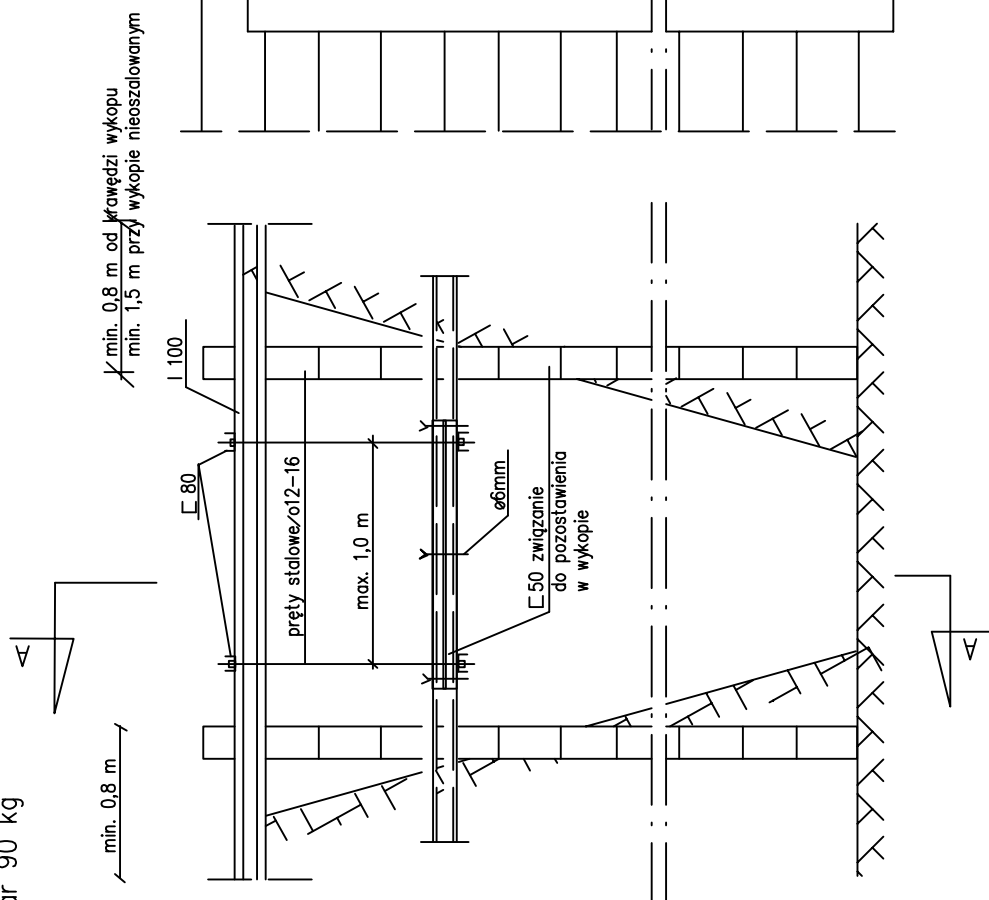 min. 0,8 m od krawędzi wykopu
min. 1,5 m przy wykopie nieoszalowanym
I 100
80
pręty stalowe/o12-16
max. 1,0 m
ø6mm
50 związanie
do pozostawienia
w wykopie
A
A
min. 0,8 m
90 kg